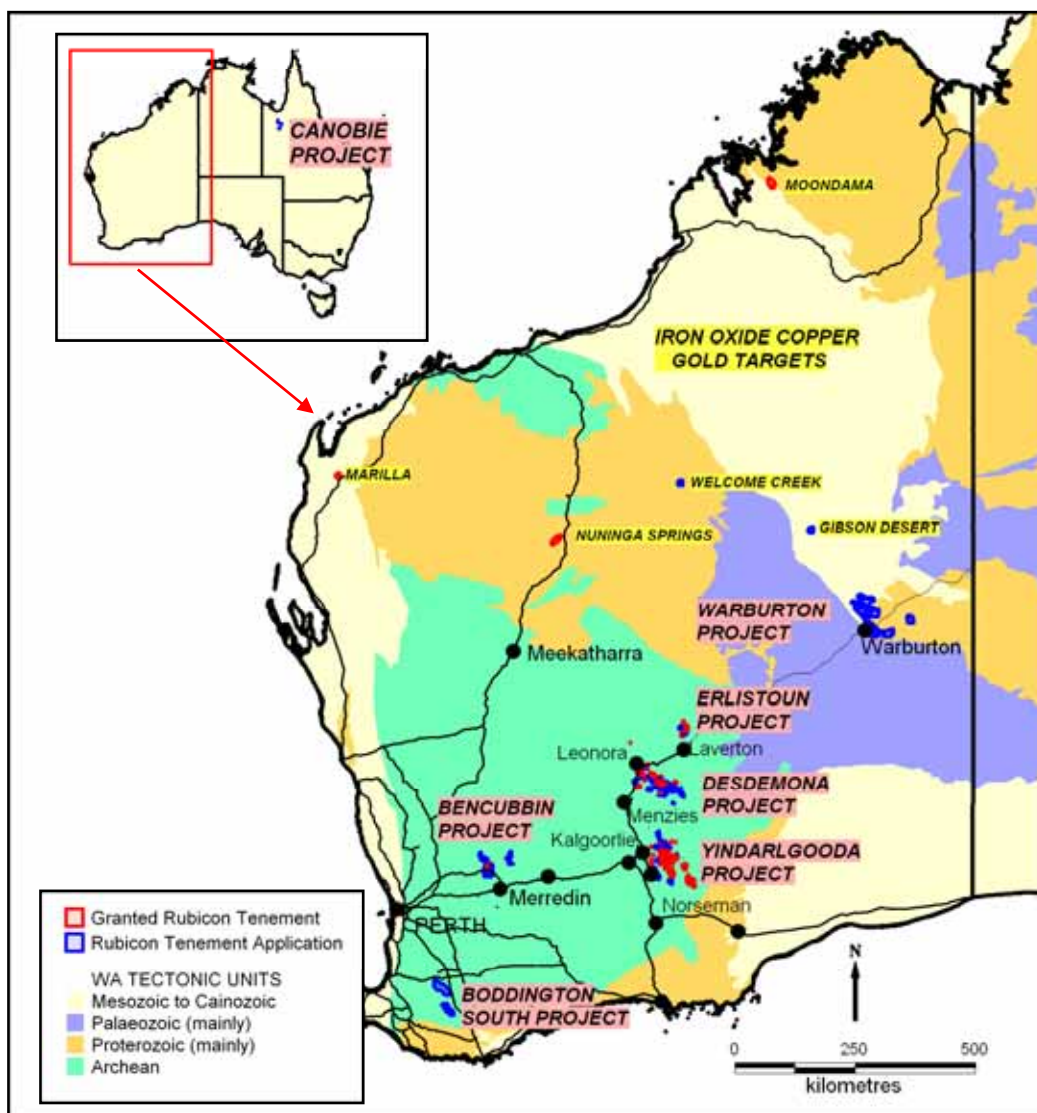 CANOBIE
PROJECT
MOONDAMA
IRON OXIDE COPPER
GOLD TARGETS
MARILLA
WELCOME CREEK
NUNINGA SPRINGS
GIBSON DESERT
WARBURTON
PROJECT
Warburton
Meekatharra
ERLISTOUN
PROJECT
Leonora
Laverton
DESDEMONA
PROJECT
BENCUBBIN
PROJECT
Menzies
Kalgoorlie
YINDARLGOODA
PROJECT
Merredin
Norseman
PERTH
BODDINGTON
SOUTH PROJECT
Granted Rubicon Tenement
Rubicon Tenement Application
WA TECTONIC UNITS
Mesozoic to Cainozoic
Palaeozoic (mainly)
Proterozoic (mainly)
Archean
N
0 250 500
kilometres